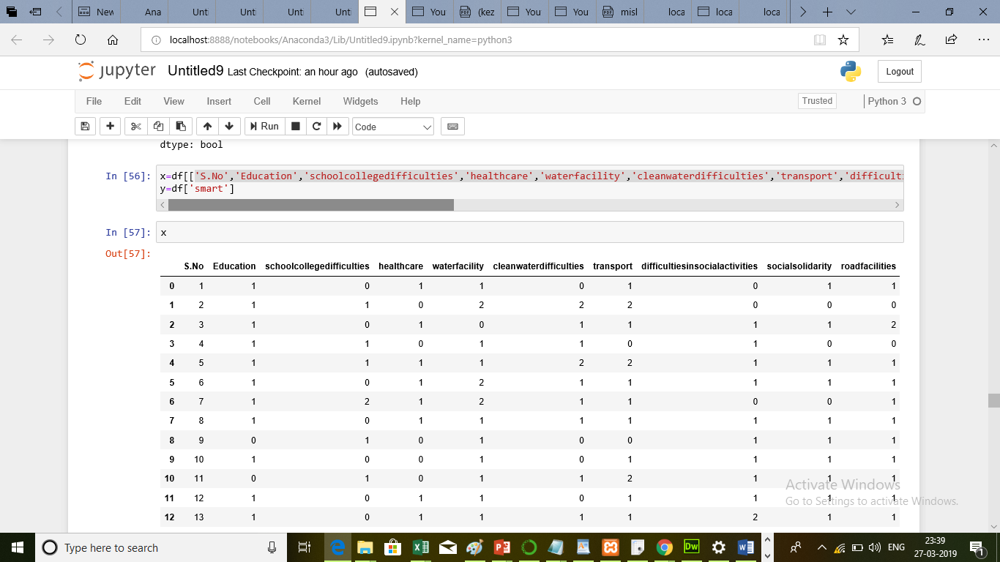 New Ana Unti Unti Unti Unti You (kez You You misl loca loca loca
localhost:8888/notebooks/Anaconda3/Lib/Untitled9.ipynb?kernel_name=python3
jupyter Untitled9 Last Checkpoint: an hour ago (autosaved) Logout
File Edit View Insert Cell Kernel Widgets Help Trusted Python 3
Run Code
dtype: bool
In [56]: x=df[['S.No','Education','schoolcollegedifficulties','healthcare','waterfacility','cleanwaterdifficulties','transport','difficulti
y=df['smart']
In [57]: x
Out[57]:
S.No Education schoolcollegedifficulties healthcare waterfacility cleanwaterdifficulties transport difficultiesinsocialactivities socialsolidarity roadfacilities
0 1 1 0 1 1 0 1 0 1 1
1 2 1 1 0 2 2 2 0 0 0
2 3 1 0 1 0 1 1 1 1 2
3 4 1 1 0 1 1 0 1 0 0
4 5 1 1 1 1 2 2 1 1 1
5 6 1 0 1 2 1 1 1 1 1
6 7 1 2 1 2 1 1 0 0 1
7 8 1 0 1 1 1 1 1 1 1
8 9 0 1 0 1 0 0 1 1 1
9 10 1 0 0 1 0 1 1 1 1
10 11 0 1 0 1 1 2 1 1 1
Activate Windows
11 12 1 0 1 1 0 1 1 1 1
Go to Settings to activate Windows.
12 13 1 0 1 1 1 1 2 1 1
Type here to search Dw ENG 23:39
27-03-2019 1